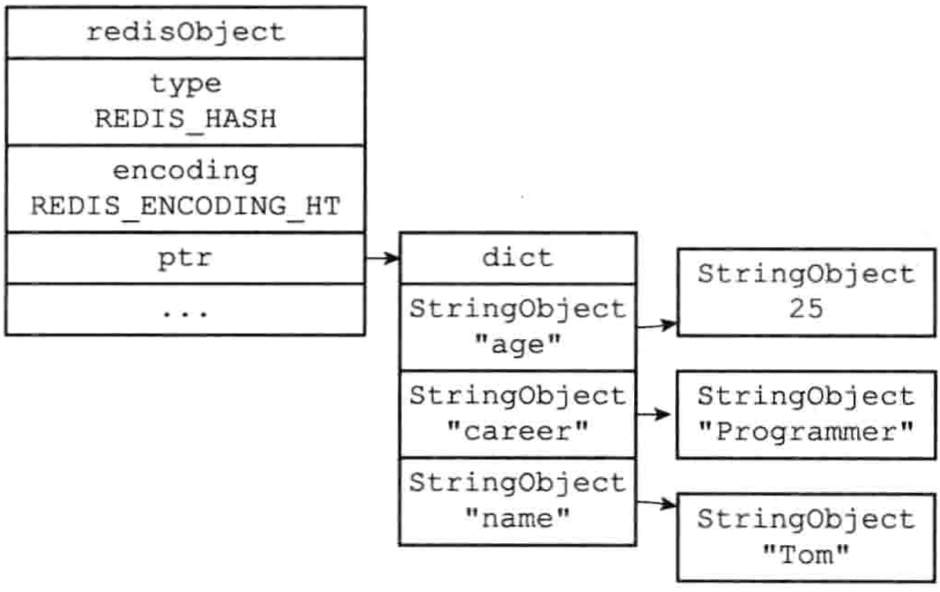 redisObject
type
REDIS_HASH
encoding
REDIS_ENCODING_HT
ptr
...
dict
StringObject
"age"
StringObject
"career"
StringObject
"name"
StringObject
25
StringObject
"Programmer"
StringObject
"Tom"